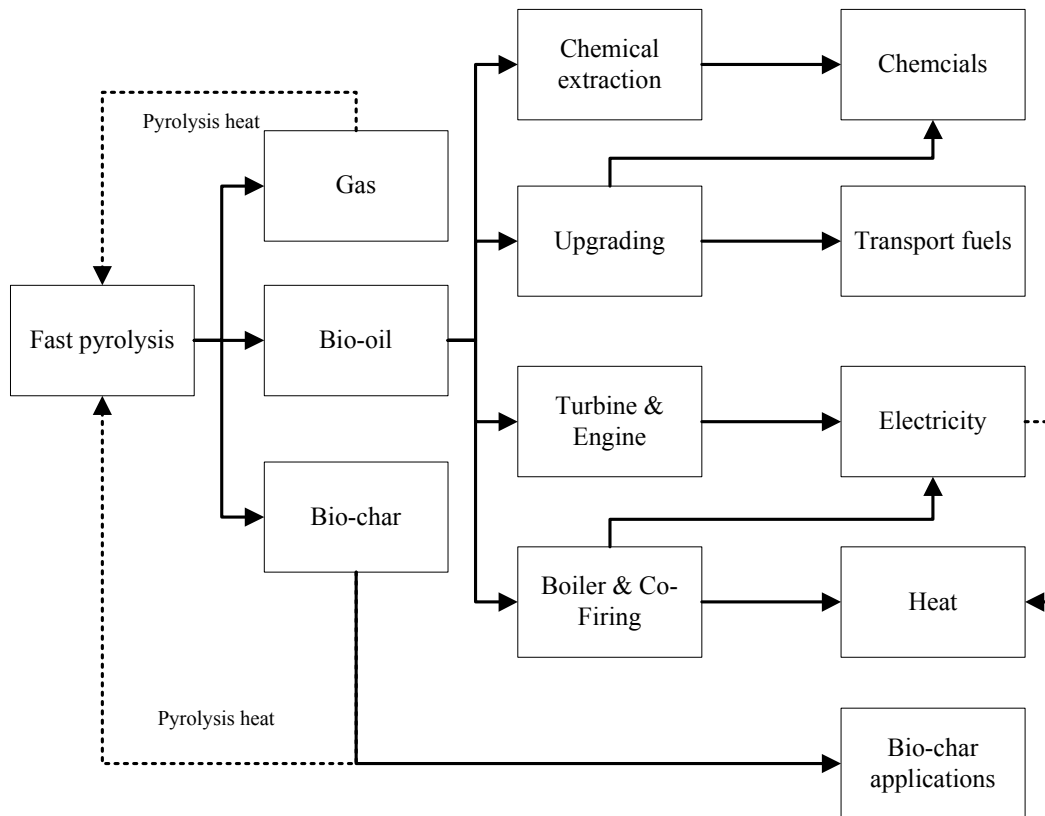 Chemical
extraction
Chemcials
Pyrolysis heat
Gas
Upgrading
Transport fuels
Fast pyrolysis
Bio-oil
Turbine &
Engine
Electricity
Bio-char
Boiler & Co-
Firing
Heat
Pyrolysis heat
Bio-char
applications